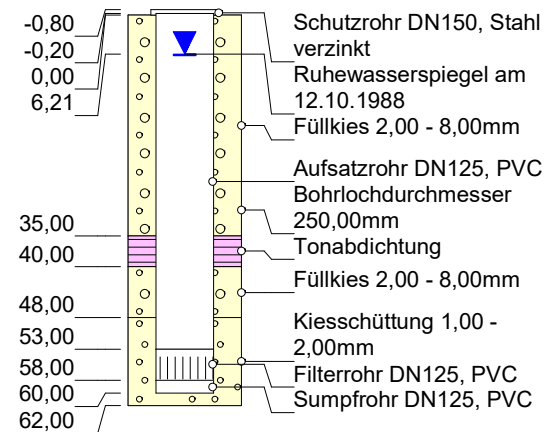 -0,80
-0,20
0,00
6,21
35,00
40,00
48,00
53,00
58,00
60,00
62,00
Schutzrohr DN150, Stahl
verzinkt
Ruhewasserspiegel am
12.10.1988
Füllkies 2,00 - 8,00mm
Aufsatzrohr DN125, PVC
Bohrlochdurchmesser
250,00mm
Tonabdichtung
Füllkies 2,00 - 8,00mm
Kiesschüttung 1,00 -
2,00mm
Filterrohr DN125, PVC
Sumpfrohr DN125, PVC